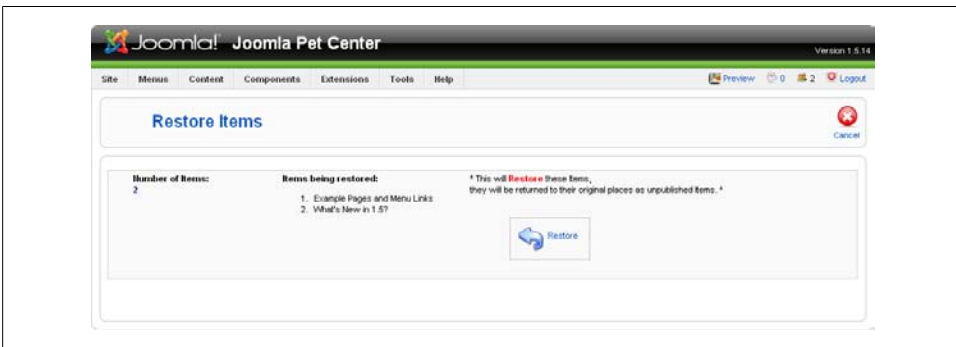 Joomla! Joomla Pet Center
Version 1.5.14
Site Menus Content Components Extensions Tools Help Preview 0 2 Logout
Restore Items
Cancel
Number of Items:
2
Items being restored:
1. Example Pages and Menu Links
2. What's New in 1.5?
* This will Restore these Items,
they will be returned to their original places as unpublished Items. *
Restore